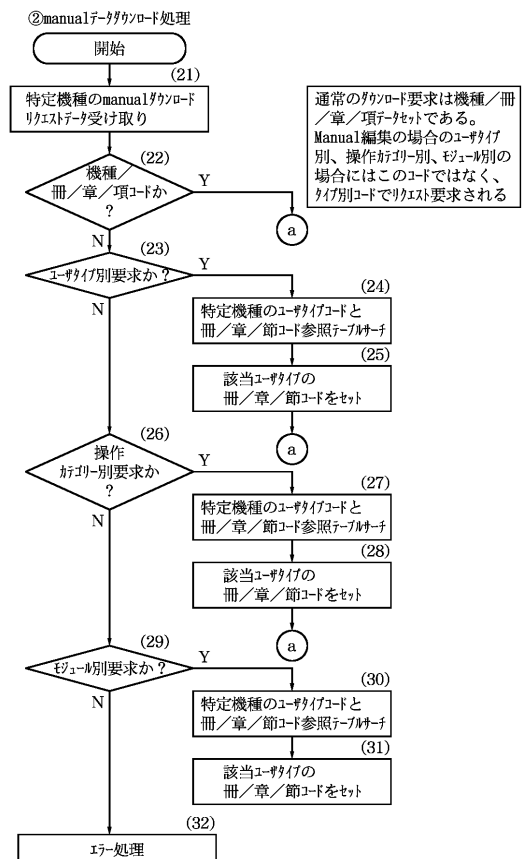 ②manualﾃﾞｰﾀﾀﾞｳﾝﾛｰﾄﾞ処理
開始
(21)
特定機種のmanualﾀﾞｳﾝﾛｰﾄﾞ
ﾘｸｴｽﾄﾃﾞｰﾀ受け取り
通常のﾀﾞｳﾝﾛｰﾄﾞ要求は機種／冊
／章／項ﾃﾞｰﾀｾｯﾄである。
Manual編集の場合のﾕｰｻﾞﾀｲﾌﾟ
別、操作ｶﾃｺﾞﾘｰ別、ﾓｼﾞｭｰﾙ別の
場合にはこのｺｰﾄﾞではなく、
ﾀｲﾌﾟ別ｺｰﾄﾞでﾘｸｴｽﾄ要求される
(22)
機種／
冊／章／項ｺｰﾄﾞか
？
Y
a
N
(23)
ﾕｰｻﾞﾀｲﾌﾟ別要求か？
Y
N
(24)
特定機種のﾕｰｻﾞﾀｲﾌﾟｺｰﾄﾞと
冊／章／節ｺｰﾄﾞ参照ﾃｰﾌﾞﾙｻｰﾁ
(25)
該当ﾕｰｻﾞﾀｲﾌﾟの
冊／章／節ｺｰﾄﾞをｾｯﾄ
a
(26)
操作
ｶﾃｺﾞﾘｰ別要求か
？
Y
N
(27)
特定機種のﾕｰｻﾞﾀｲﾌﾟｺｰﾄﾞと
冊／章／節ｺｰﾄﾞ参照ﾃｰﾌﾞﾙｻｰﾁ
(28)
該当ﾕｰｻﾞﾀｲﾌﾟの
冊／章／節ｺｰﾄﾞをｾｯﾄ
a
(29)
ﾓｼﾞｭｰﾙ別要求か？
Y
N
(30)
特定機種のﾕｰｻﾞﾀｲﾌﾟｺｰﾄﾞと
冊／章／節ｺｰﾄﾞ参照ﾃｰﾌﾞﾙｻｰﾁ
(31)
該当ﾕｰｻﾞﾀｲﾌﾟの
冊／章／節ｺｰﾄﾞをｾｯﾄ
(32)
ｴﾗｰ処理